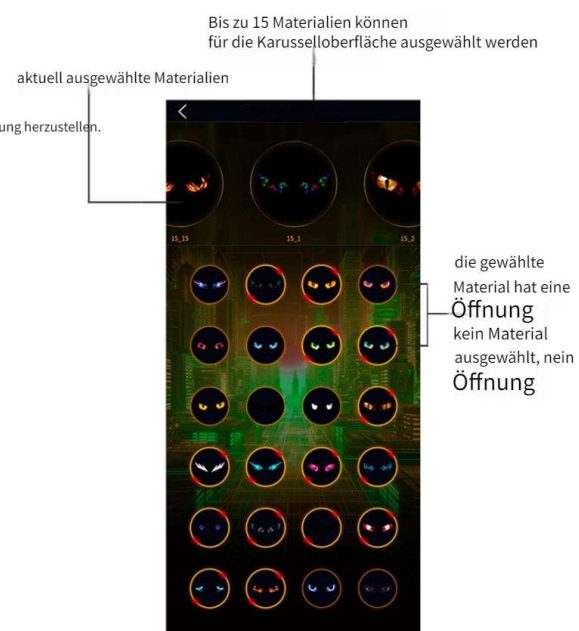 Bis zu 15 Materialien können
für die Karusselloberfläche ausgewählt werden
aktuell ausgewählte Materialien
ung herzustellen.
15_15
15_1
15_2
die gewählte
Material hat eine
Öffnung
kein Material
ausgewählt, nein
Öffnung